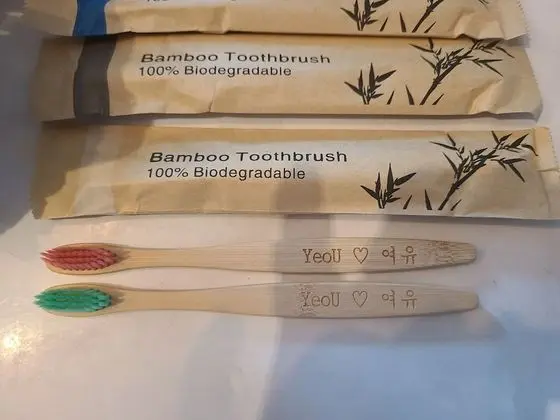 Bamboo Toothbrush
100% Biodegradable
Bamboo Toothbrush
100% Biodegradable
YeoU ♡ 여유
YeoU ♡ 여유